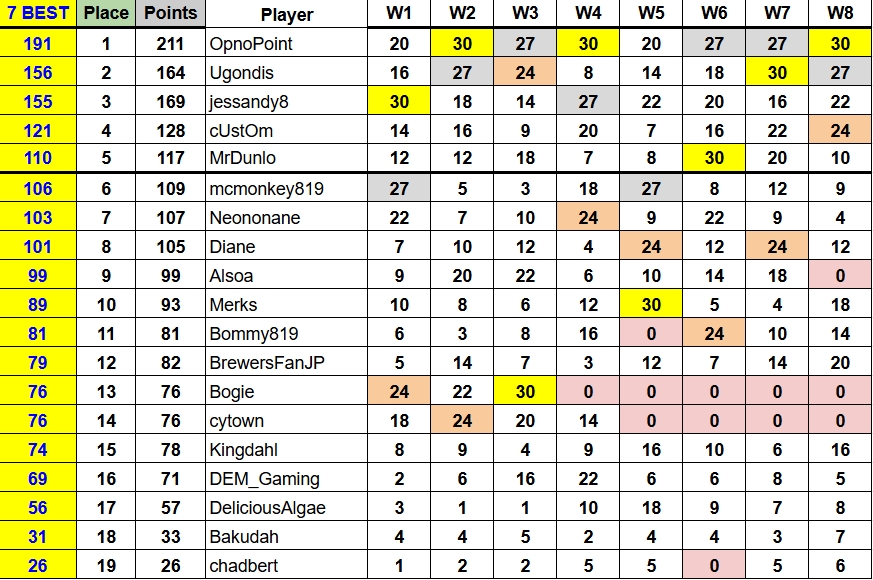 7 BEST Place Points Player W1 W2 W3 W4 W5 W6 W7 W8
191 1 211 OpnoPoint 20 30 27 30 20 27 27 30
156 2 164 Ugondis 16 27 24 8 14 18 30 27
155 3 169 jessandy8 30 18 14 27 22 20 16 22
121 4 128 cUstOm 14 16 9 20 7 16 22 24
110 5 117 MrDunlo 12 12 18 7 8 30 20 10
106 6 109 mcmonkey819 27 5 3 18 27 8 12 9
103 7 107 Neononane 22 7 10 24 9 22 9 4
101 8 105 Diane 7 10 12 4 24 12 24 12
99 9 99 Alsoa 9 20 22 6 10 14 18 0
89 10 93 Merks 10 8 6 12 30 5 4 18
81 11 81 Bommy819 6 3 8 16 0 24 10 14
79 12 82 BrewersFanJP 5 14 7 3 12 7 14 20
76 13 76 Bogie 24 22 30 0 0 0 0 0
76 14 76 cytown 18 24 20 14 0 0 0 0
74 15 78 Kingdahl 8 9 4 9 16 10 6 16
69 16 71 DEM_Gaming 2 6 16 22 6 6 8 5
56 17 57 DeliciousAlgae 3 1 1 10 18 9 7 8
31 18 33 Bakudah 4 4 5 2 4 4 3 7
26 19 26 chadbert 1 2 2 5 5 0 5 6